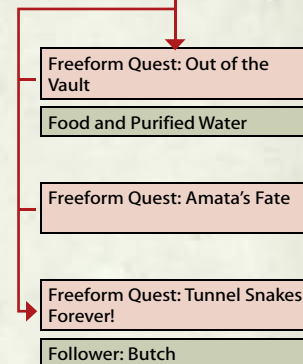 Freeform Quest: Out of the
Vault
Food and Purified Water
Freeform Quest: Amata's Fate
Freeform Quest: Tunnel Snakes
Forever!
Follower: Butch